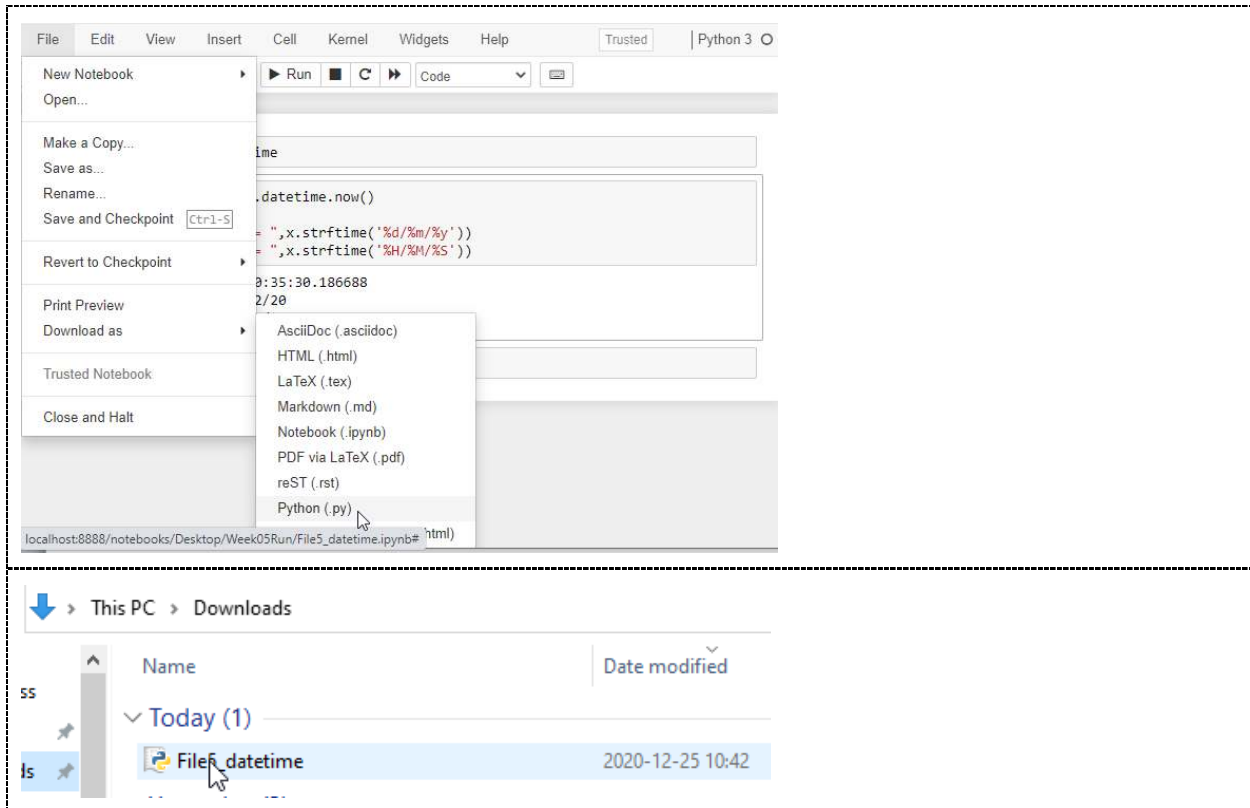 File Edit View Insert Cell Kernel Widgets Help Trusted Python 3
New Notebook Run Code
Open...
Make a Copy...
ime
Save as...
Rename...
.datetime.now()
Save and Checkpoint Ctrl-S
= ",x.strftime('%d/%m/%y'))
= ",x.strftime('%H/%M/%S'))
Revert to Checkpoint
0:35:30.186688
2/20
Print Preview
Download as
AsciiDoc (.asciidoc)
HTML (.html)
Trusted Notebook
LaTeX (.tex)
Markdown (.md)
Close and Halt
Notebook (.ipynb)
PDF via LaTeX (.pdf)
reST (.rst)
Python (.py)
html)
localhost:8888/notebooks/Desktop/Week05Run/File5_datetime.ipynb#
This PC > Downloads
Name Date modified
ss
Today (1)
ds
File5_datetime 2020-12-25 10:42